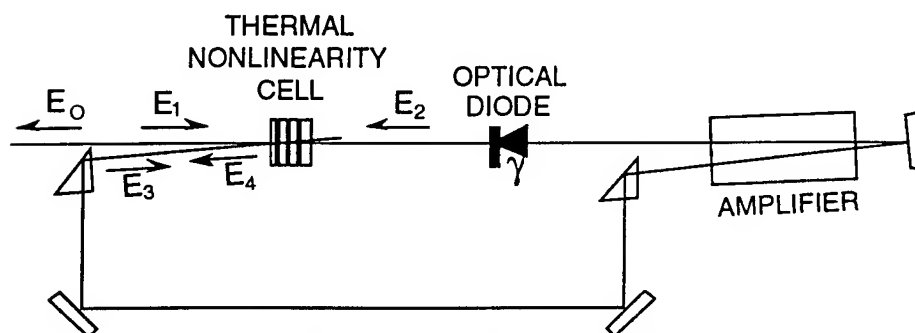 THERMAL
NONLINEARITY
CELL
OPTICAL
DIODE
E₀
E₁
E₂
E₃
E₄
γ
AMPLIFIER